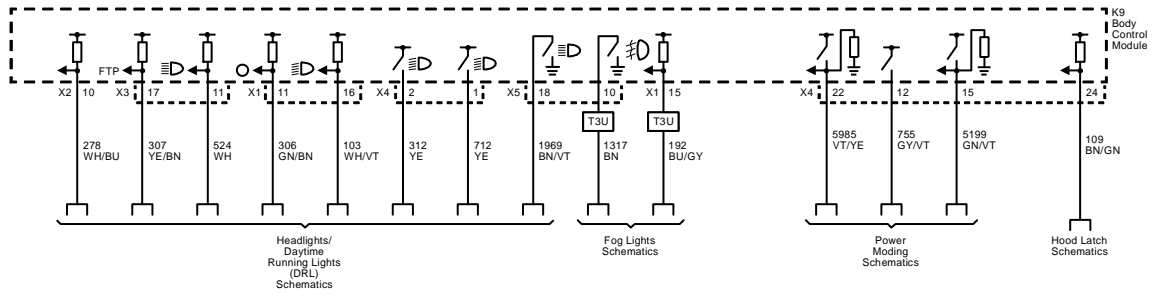 K9
Body
Control
Module
FTP
X2 10 X3 17 11 X1 11 16 X4 2 1 X5 18 10 X1 15 X4 22 12 15 24
T3U T3U
278
WH/BU
307
YE/BN
524
WH
306
GN/BN
103
WH/VT
312
YE
712
YE
1969
BN/VT
1317
BN
192
BU/GY
5985
VT/YE
755
GY/VT
5199
GN/VT
109
BN/GN
Headlights/
Daytime
Running Lights
(DRL)
Schematics
Fog Lights
Schematics
Power
Moding
Schematics
Hood Latch
Schematics